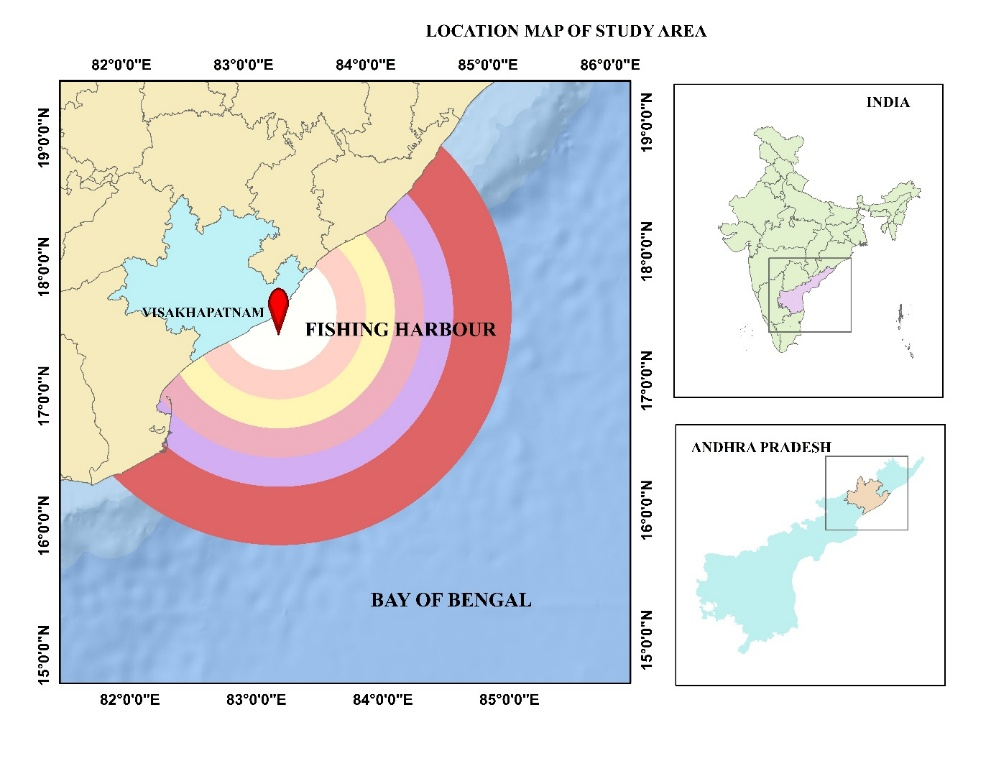 LOCATION MAP OF STUDY AREA
82°0'0"E 83°0'0"E 84°0'0"E 85°0'0"E 86°0'0"E
19°0'0"N
18°0'0"N
17°0'0"N
16°0'0"N
15°0'0"N
VISAKHAPATNAM
FISHING HARBOUR
BAY OF BENGAL
19°0'0"N
18°0'0"N
17°0'0"N
16°0'0"N
15°0'0"N
82°0'0"E 83°0'0"E 84°0'0"E 85°0'0"E
INDIA
ANDHRA PRADESH